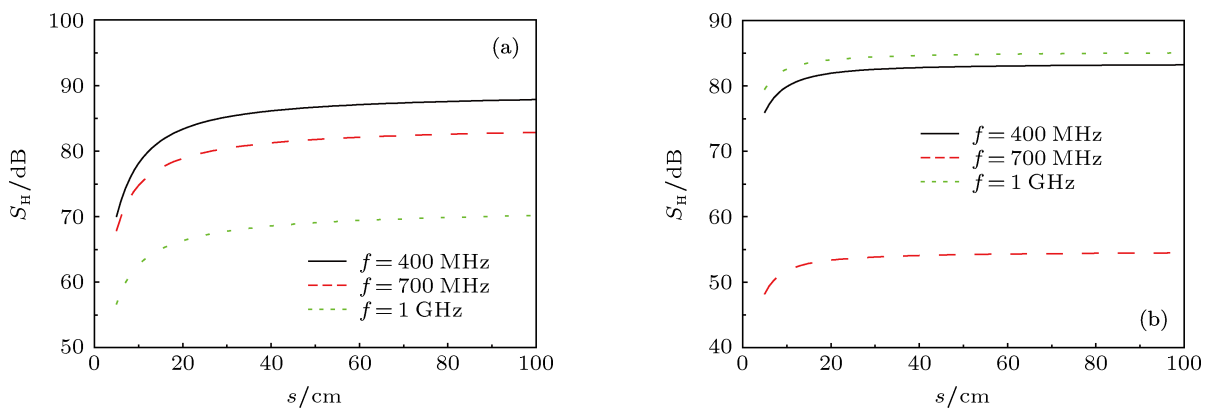 (a)
S_H/dB
100
90
80
70
60
50
f = 400 MHz
f = 700 MHz
f = 1 GHz
0 20 40 60 80 100
s/cm
(b)
S_H/dB
90
80
70
60
50
40
f = 400 MHz
f = 700 MHz
f = 1 GHz
0 20 40 60 80 100
s/cm